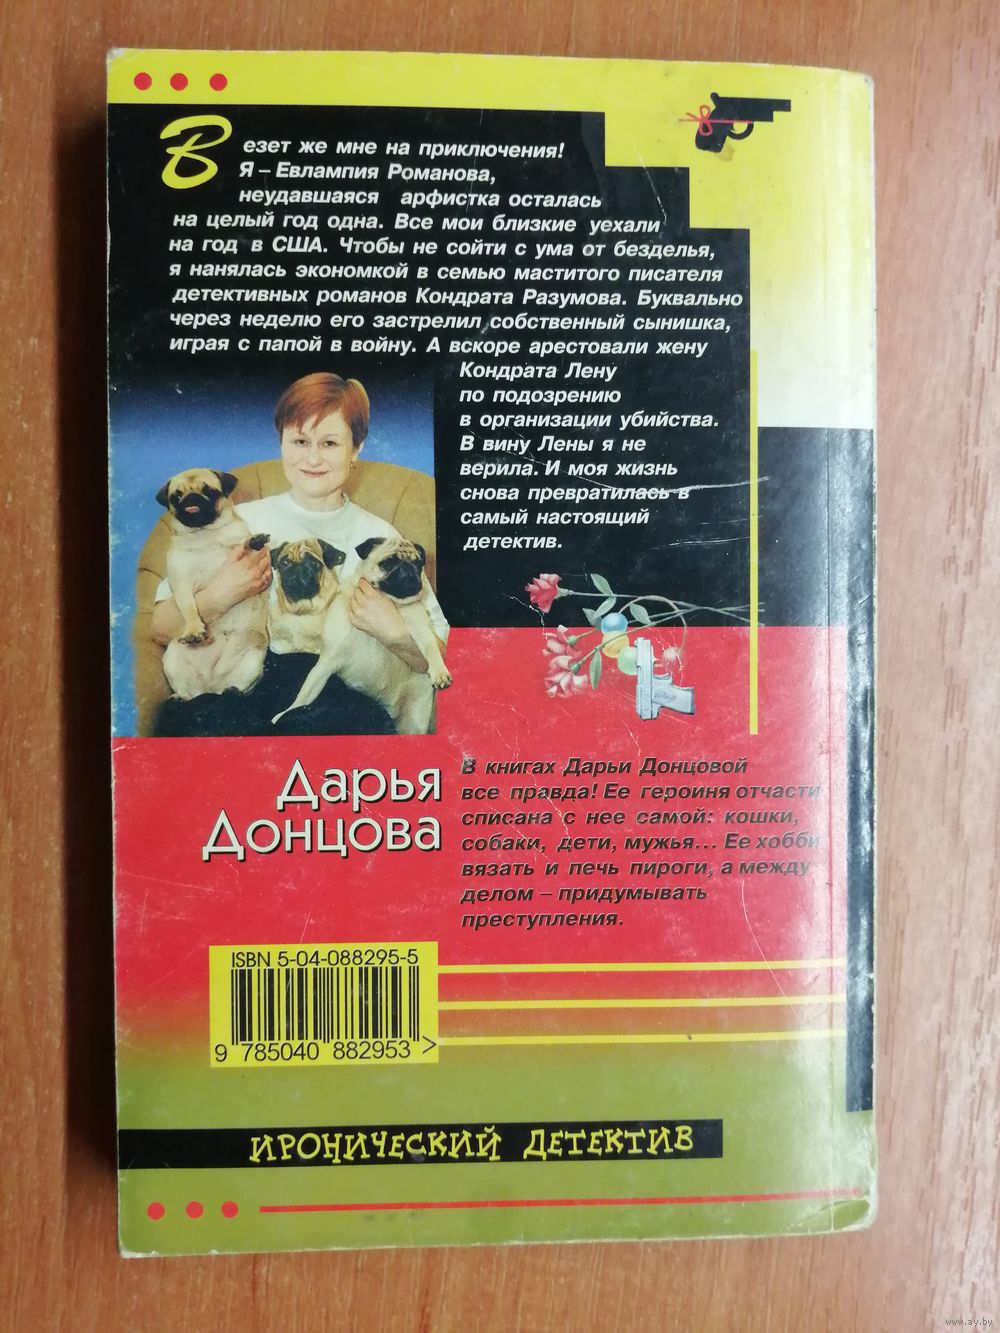 Везет же мне на приключения!
Я – Евлампия Романова,
неудавшаяся арфистка осталась
на целый год одна. Все мои близкие уехали
на год в США. Чтобы не сойти с ума от безделья,
я нанялась экономкой в семью маститого писателя
детективных романов Кондрата Разумова. Буквально
через неделю его застрелил собственный сынишка,
играя с папой в войну. А вскоре арестовали жену
Кондрата Лену
по подозрению
в организации убийства.
В вину Лены я не
верила. И моя жизнь
снова превратилась в
самый настоящий
детектив.
Дарья
Донцова
В книгах Дарьи Донцовой
все правда! Ее героиня отчасти
списана с нее самой: кошки,
собаки, дети, мужья... Ее хобби
вязать и печь пироги, а между
делом – придумывать
преступления.
ISBN 5-04-088295-5
9 785040 882953 >
ИРОНИЧЕСКИЙ ДЕТЕКТИВ
www.ay.by